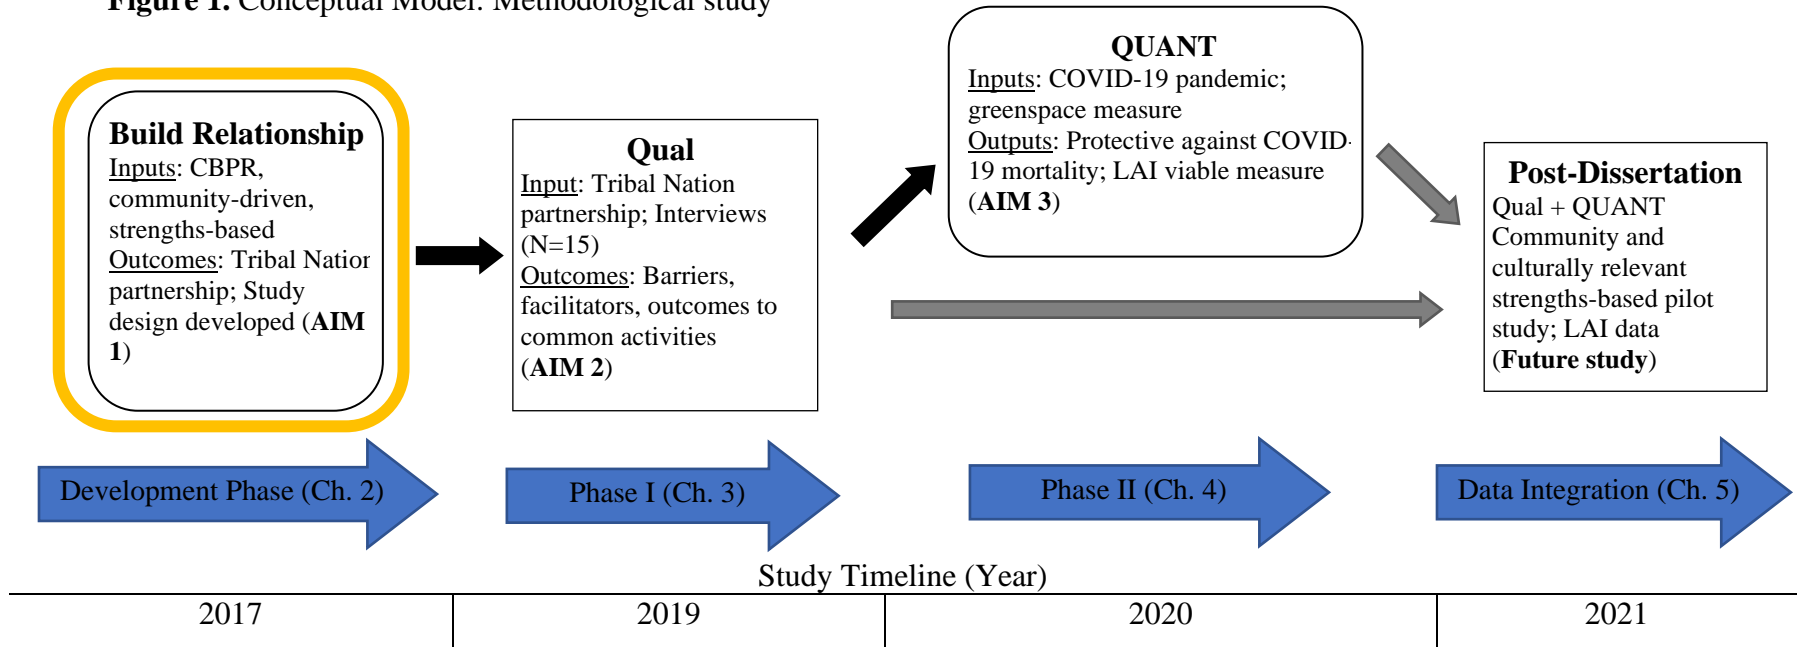 Figure 1. Conceptual Model: Methodological study
Build Relationship
Inputs: CBPR,
community-driven,
strengths-based
Outcomes: Tribal Nation
partnership; Study
design developed (AIM
1)
Qual
Input: Tribal Nation
partnership; Interviews
(N=15)
Outcomes: Barriers,
facilitators, outcomes to
common activities
(AIM 2)
QUANT
Inputs: COVID-19 pandemic;
greenspace measure
Outputs: Protective against COVID-
19 mortality; LAI viable measure
(AIM 3)
Post-Dissertation
Qual + QUANT
Community and
culturally relevant
strengths-based pilot
study; LAI data
(Future study)
Development Phase (Ch. 2)
Phase I (Ch. 3)
Phase II (Ch. 4)
Data Integration (Ch. 5)
Study Timeline (Year)
2017
2019
2020
2021